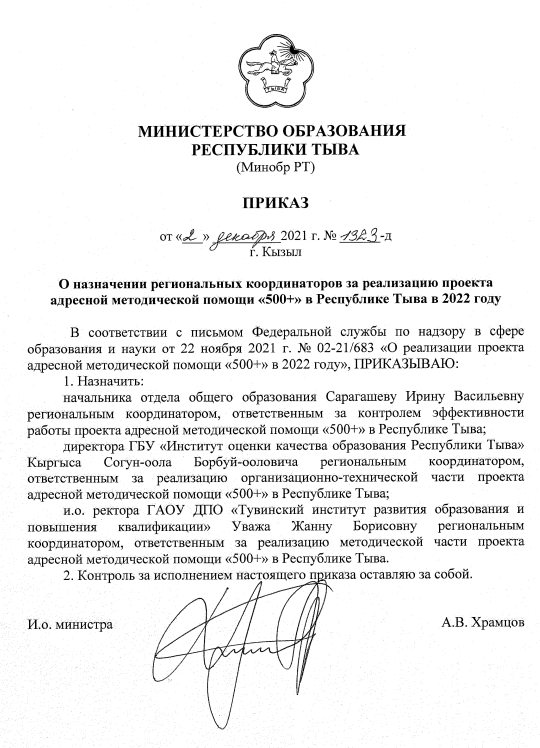 ТЫВА
МИНИСТЕРСТВО ОБРАЗОВАНИЯ
РЕСПУБЛИКИ ТЫВА
(Минобр РТ)
ПРИКАЗ
от «2» декабря 2021 г. № 1323-д
г. Кызыл
О назначении региональных координаторов за реализацию проекта
адресной методической помощи «500+» в Республике Тыва в 2022 году
В соответствии с письмом Федеральной службы по надзору в сфере
образования и науки от 22 ноября 2021 г. № 02-21/683 «О реализации проекта
адресной методической помощи «500+» в 2022 году», ПРИКАЗЫВАЮ:
1. Назначить:
начальника отдела общего образования Сарагашеву Ирину Васильевну
региональным координатором, ответственным за контролем эффективности
работы проекта адресной методической помощи «500+» в Республике Тыва;
директора ГБУ «Институт оценки качества образования Республики Тыва»
Кыргыса Согун-оола Борбуй-ооловича региональным координатором,
ответственным за реализацию организационно-технической части проекта
адресной методической помощи «500+» в Республике Тыва;
и.о. ректора ГАОУ ДПО «Тувинский институт развития образования и
повышения квалификации» Уважа Жанну Борисовну региональным
координатором, ответственным за реализацию методической части проекта
адресной методической помощи «500+» в Республике Тыва.
2. Контроль за исполнением настоящего приказа оставляю за собой.
И.о. министра А.В. Храмцов